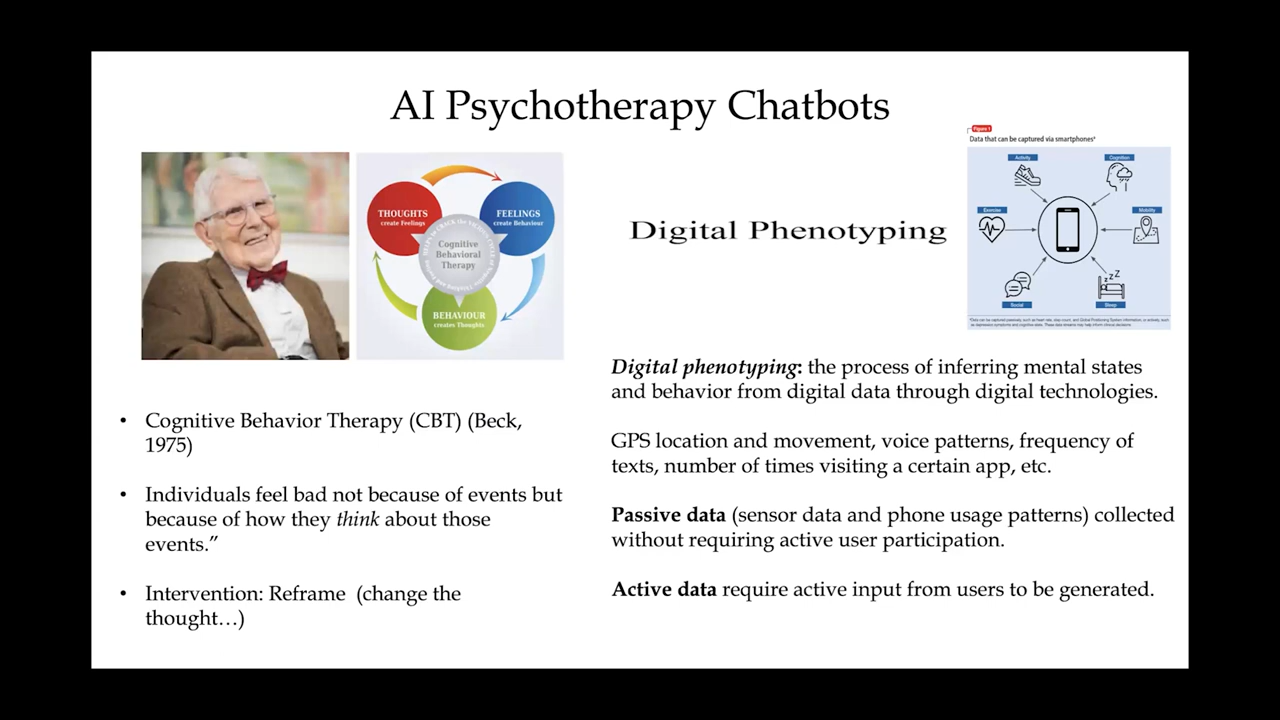 AI Psychotherapy Chatbots
THOUGHTS
create Feelings
FEELINGS
create Behaviour
Cognitive
Behavioral
Therapy
BEHAVIOUR
creates Thoughts
• Cognitive Behavior Therapy (CBT) (Beck,
1975)
• Individuals feel bad not because of events but
because of how they think about those
events.”
• Intervention: Reframe (change the
thought…)
Digital Phenotyping
Figure 1
Data that can be captured via smartphones*
Activity
Cognition
Exercise
Mobility
Social
Sleep
Digital phenotyping: the process of inferring mental states
and behavior from digital data through digital technologies.
GPS location and movement, voice patterns, frequency of
texts, number of times visiting a certain app, etc.
Passive data (sensor data and phone usage patterns) collected
without requiring active user participation.
Active data require active input from users to be generated.